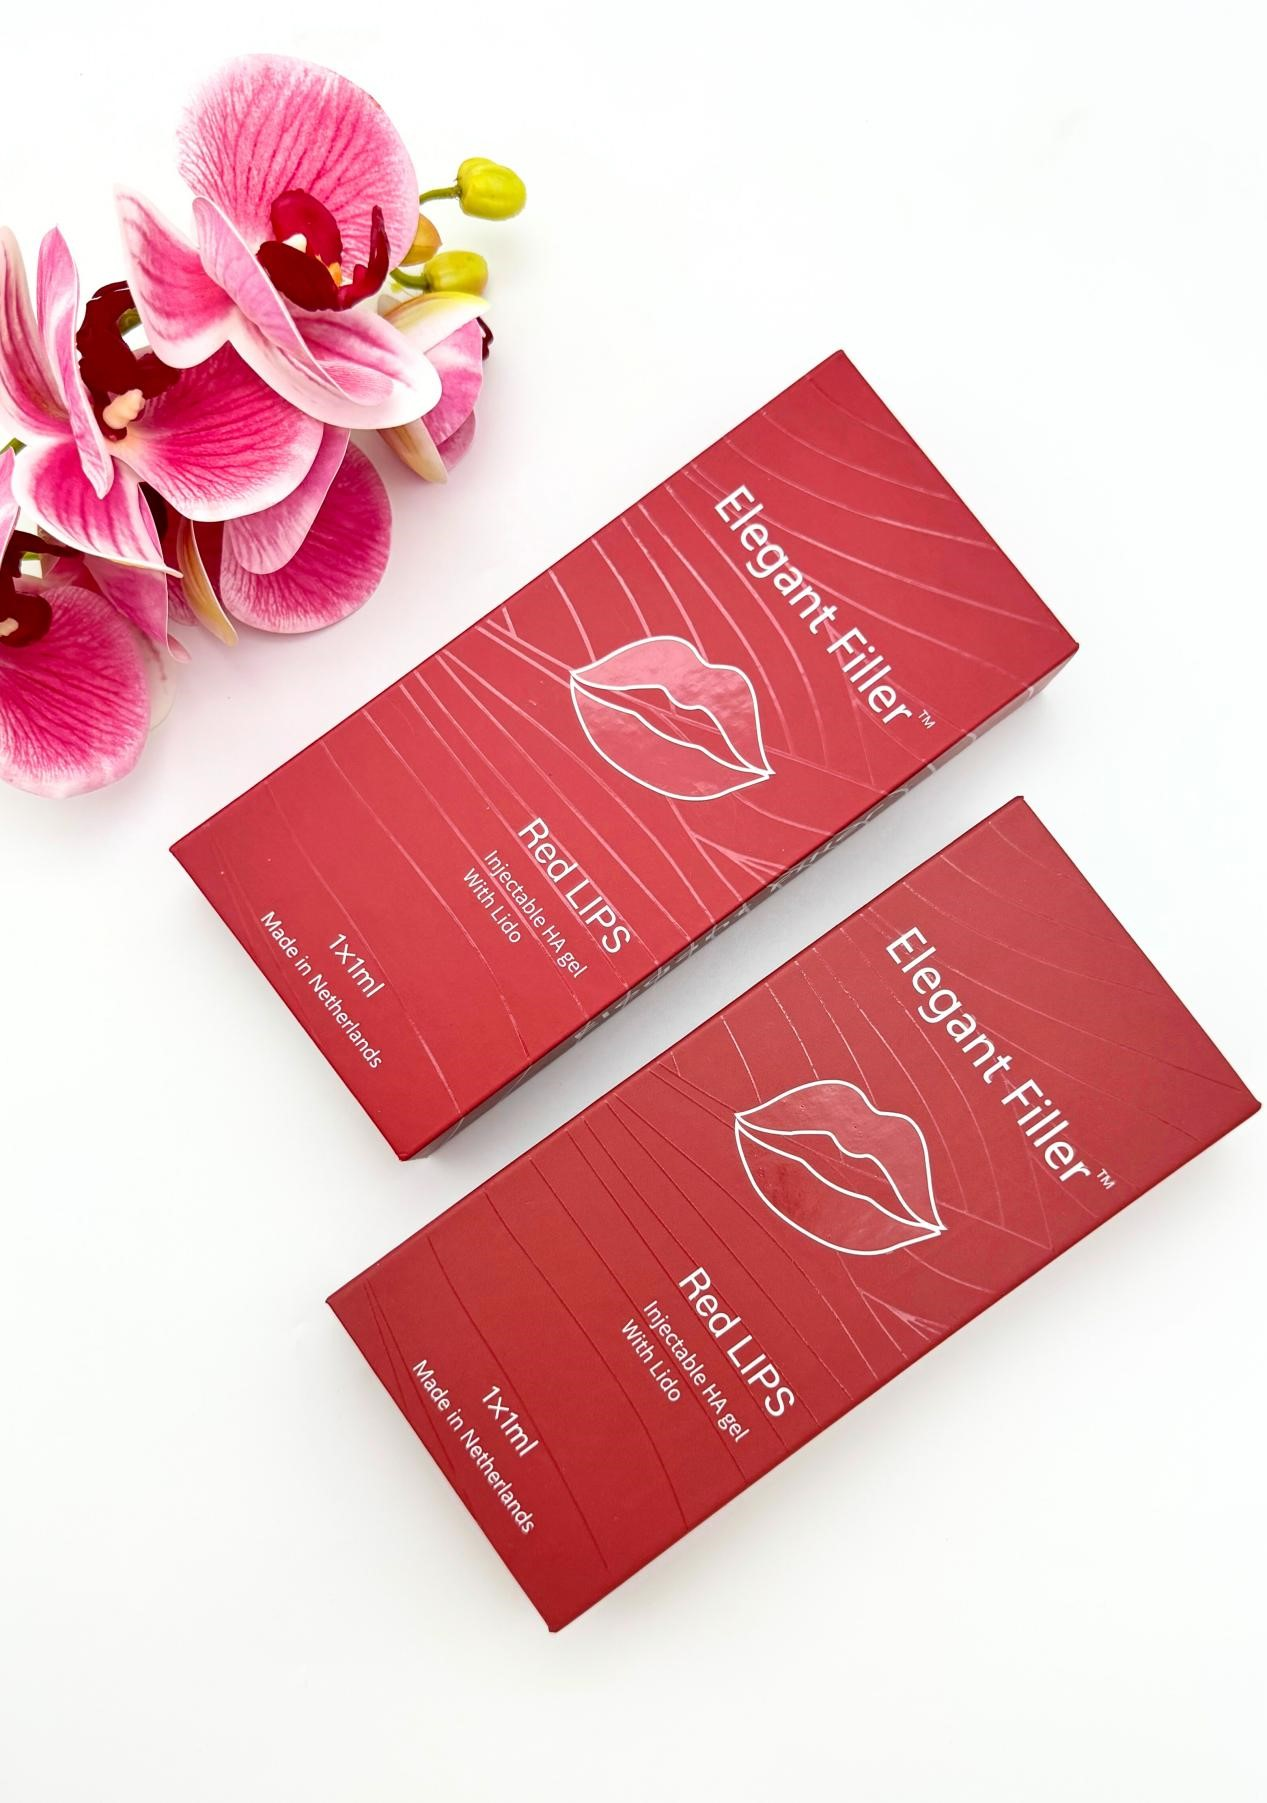 Elegant Filler™
Red LIPS
Injectable HA gel
With Lido
1x1ml
Made in Netherlands
Elegant Filler™
Red LIPS
Injectable HA gel
With Lido
1x1ml
Made in Netherlands